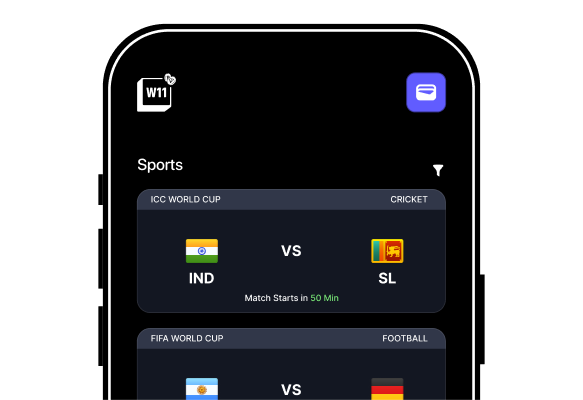 W11
Sports
ICC WORLD CUP CRICKET
VS
IND SL
Match Starts in 50 Min
FIFA WORLD CUP FOOTBALL
VS